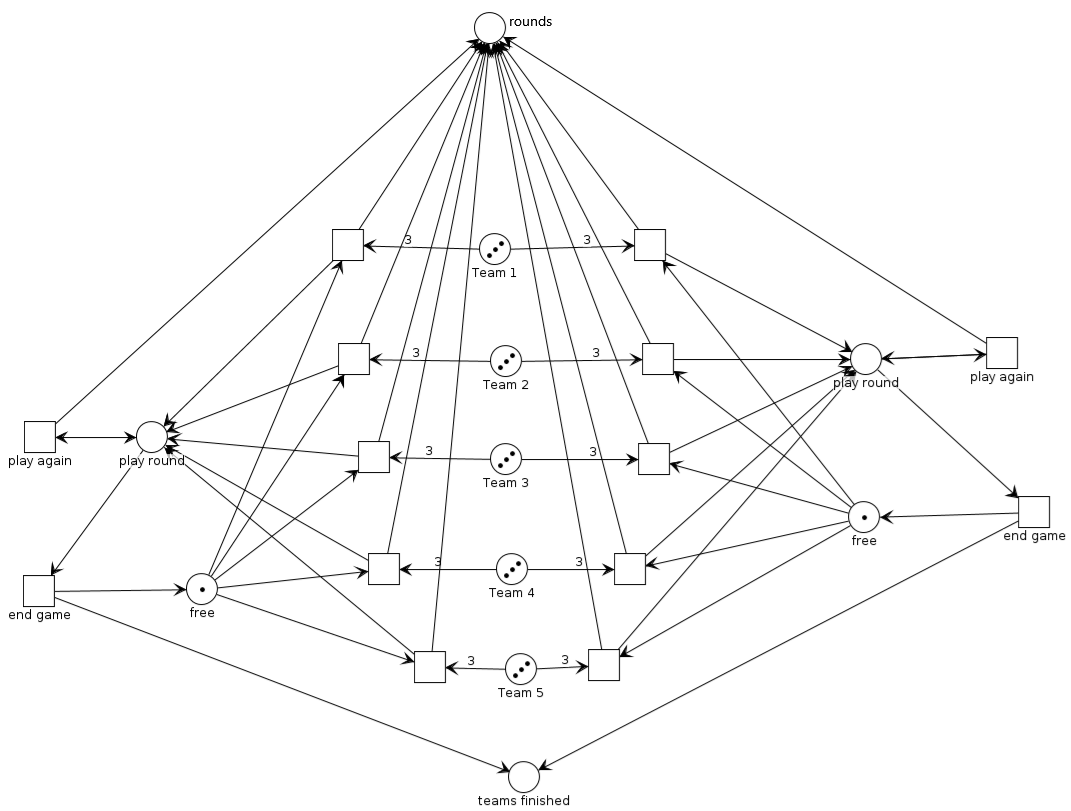 rounds
3
3
Team 1
3
3
Team 2
play again
play round
3
3
Team 3
play again
play round
3
3
Team 4
free
end game
end game
free
3
3
Team 5
teams finished